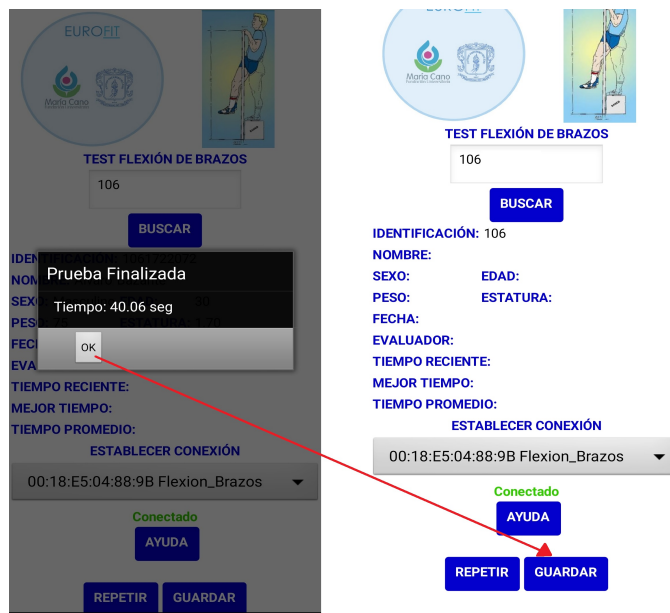 EUROFIT
María Cano
TEST FLEXIÓN DE BRAZOS
106
BUSCAR
IDENTIFICACIÓN: 1061722072
Prueba Finalizada
Tiempo: 40.06 seg
OK
TIEMPO RECIENTE:
MEJOR TIEMPO:
TIEMPO PROMEDIO:
ESTABLECER CONEXIÓN
00:18:E5:04:88:9B Flexion_Brazos
Conectado
AYUDA
REPETIR GUARDAR
María Cano
TEST FLEXIÓN DE BRAZOS
106
BUSCAR
IDENTIFICACIÓN: 106
NOMBRE:
SEXO: EDAD:
PESO: ESTATURA:
FECHA:
EVALUADOR:
TIEMPO RECIENTE:
MEJOR TIEMPO:
TIEMPO PROMEDIO:
ESTABLECER CONEXIÓN
00:18:E5:04:88:9B Flexion_Brazos
Conectado
AYUDA
REPETIR GUARDAR